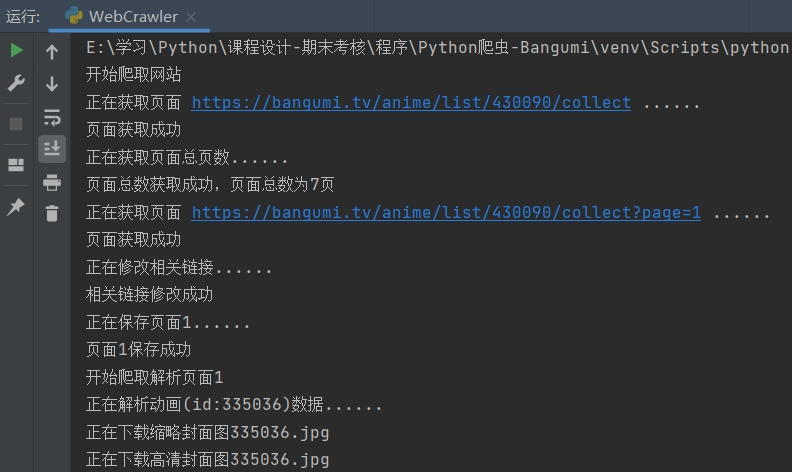 运行:
WebCrawler
E:\学习\Python\课程设计-期末考核\程序\Python爬虫-Bangumi\venv\Scripts\python
开始爬取网站
正在获取页面 https://bangumi.tv/anime/list/430090/collect ......
页面获取成功
正在获取页面总页数......
页面总数获取成功，页面总数为7页
正在获取页面 https://bangumi.tv/anime/list/430090/collect?page=1 ......
页面获取成功
正在修改相关链接......
相关链接修改成功
正在保存页面1......
页面1保存成功
开始爬取解析页面1
正在解析动画(id:335036)数据......
正在下载缩略封面图335036.jpg
正在下载高清封面图335036.jpg